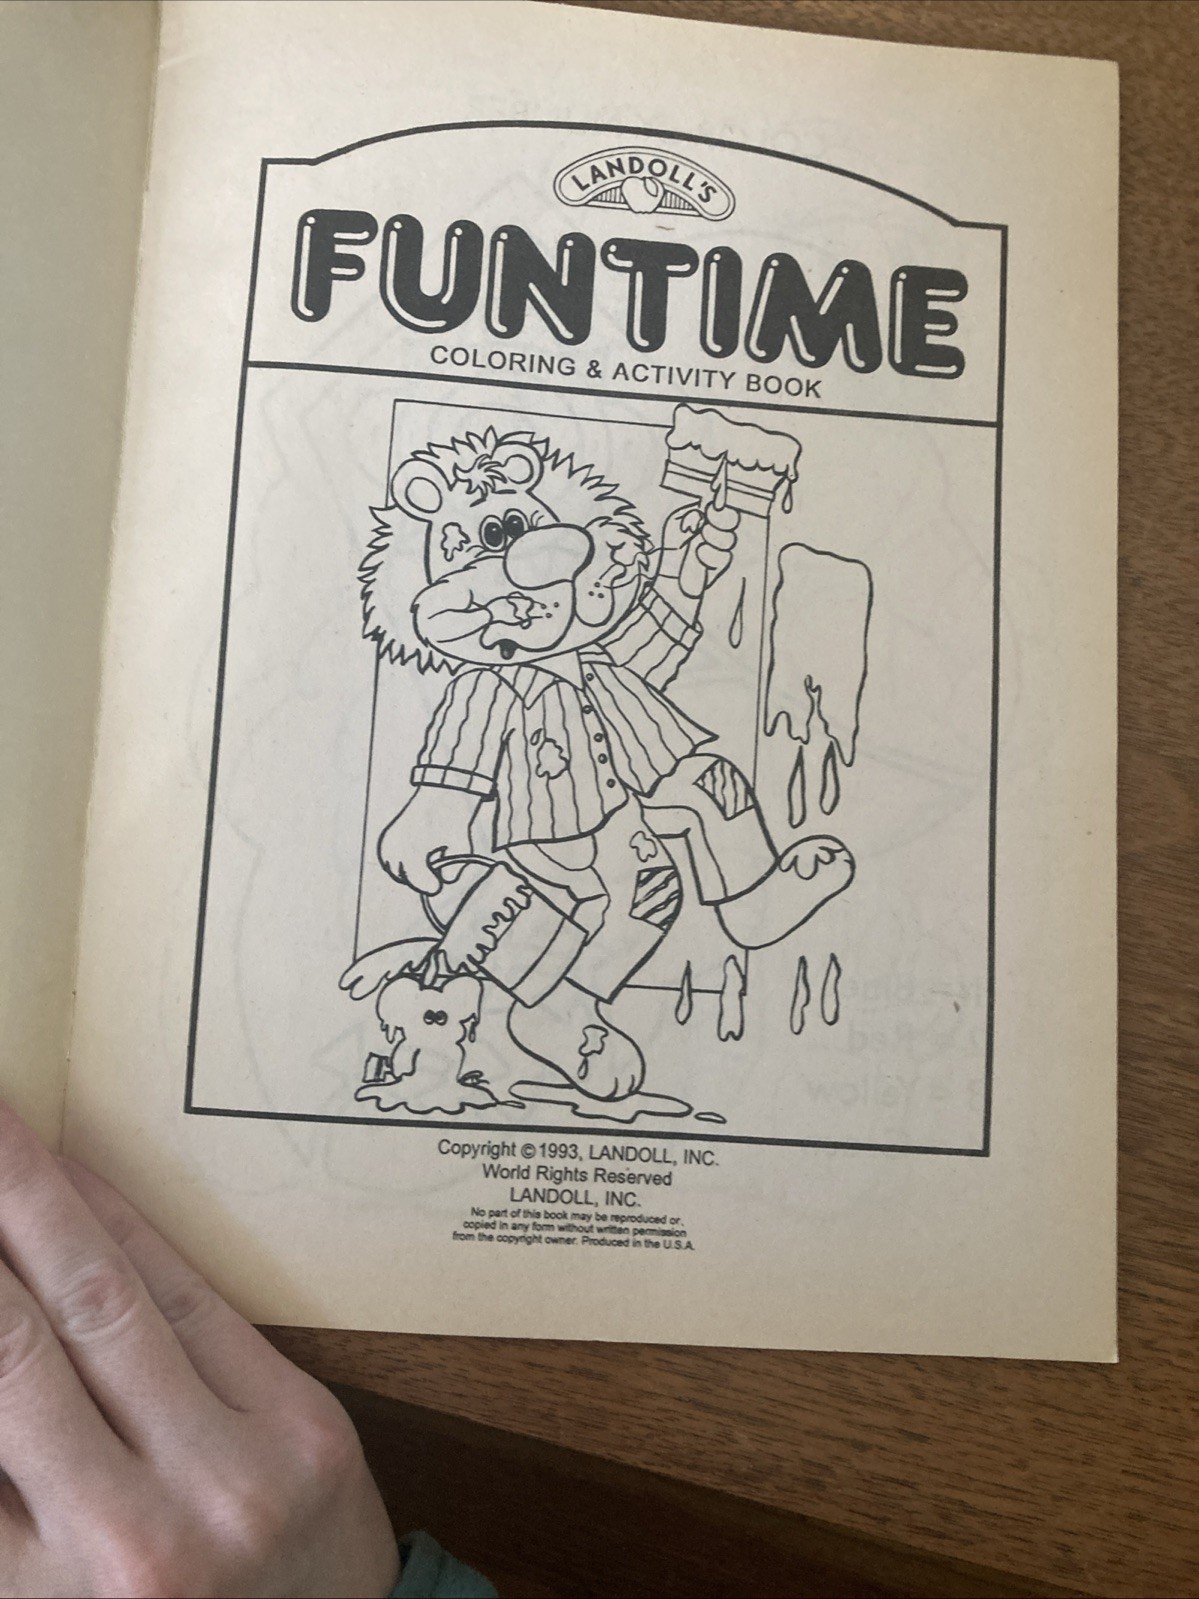 LANDOLL'S
FUNTIME
COLORING & ACTIVITY BOOK
Copyright © 1993, LANDOLL, INC.
World Rights Reserved
LANDOLL, INC.
No part of this book may be reproduced or
copied in any form without written permission
from the copyright owner. Produced in the U.S.A.